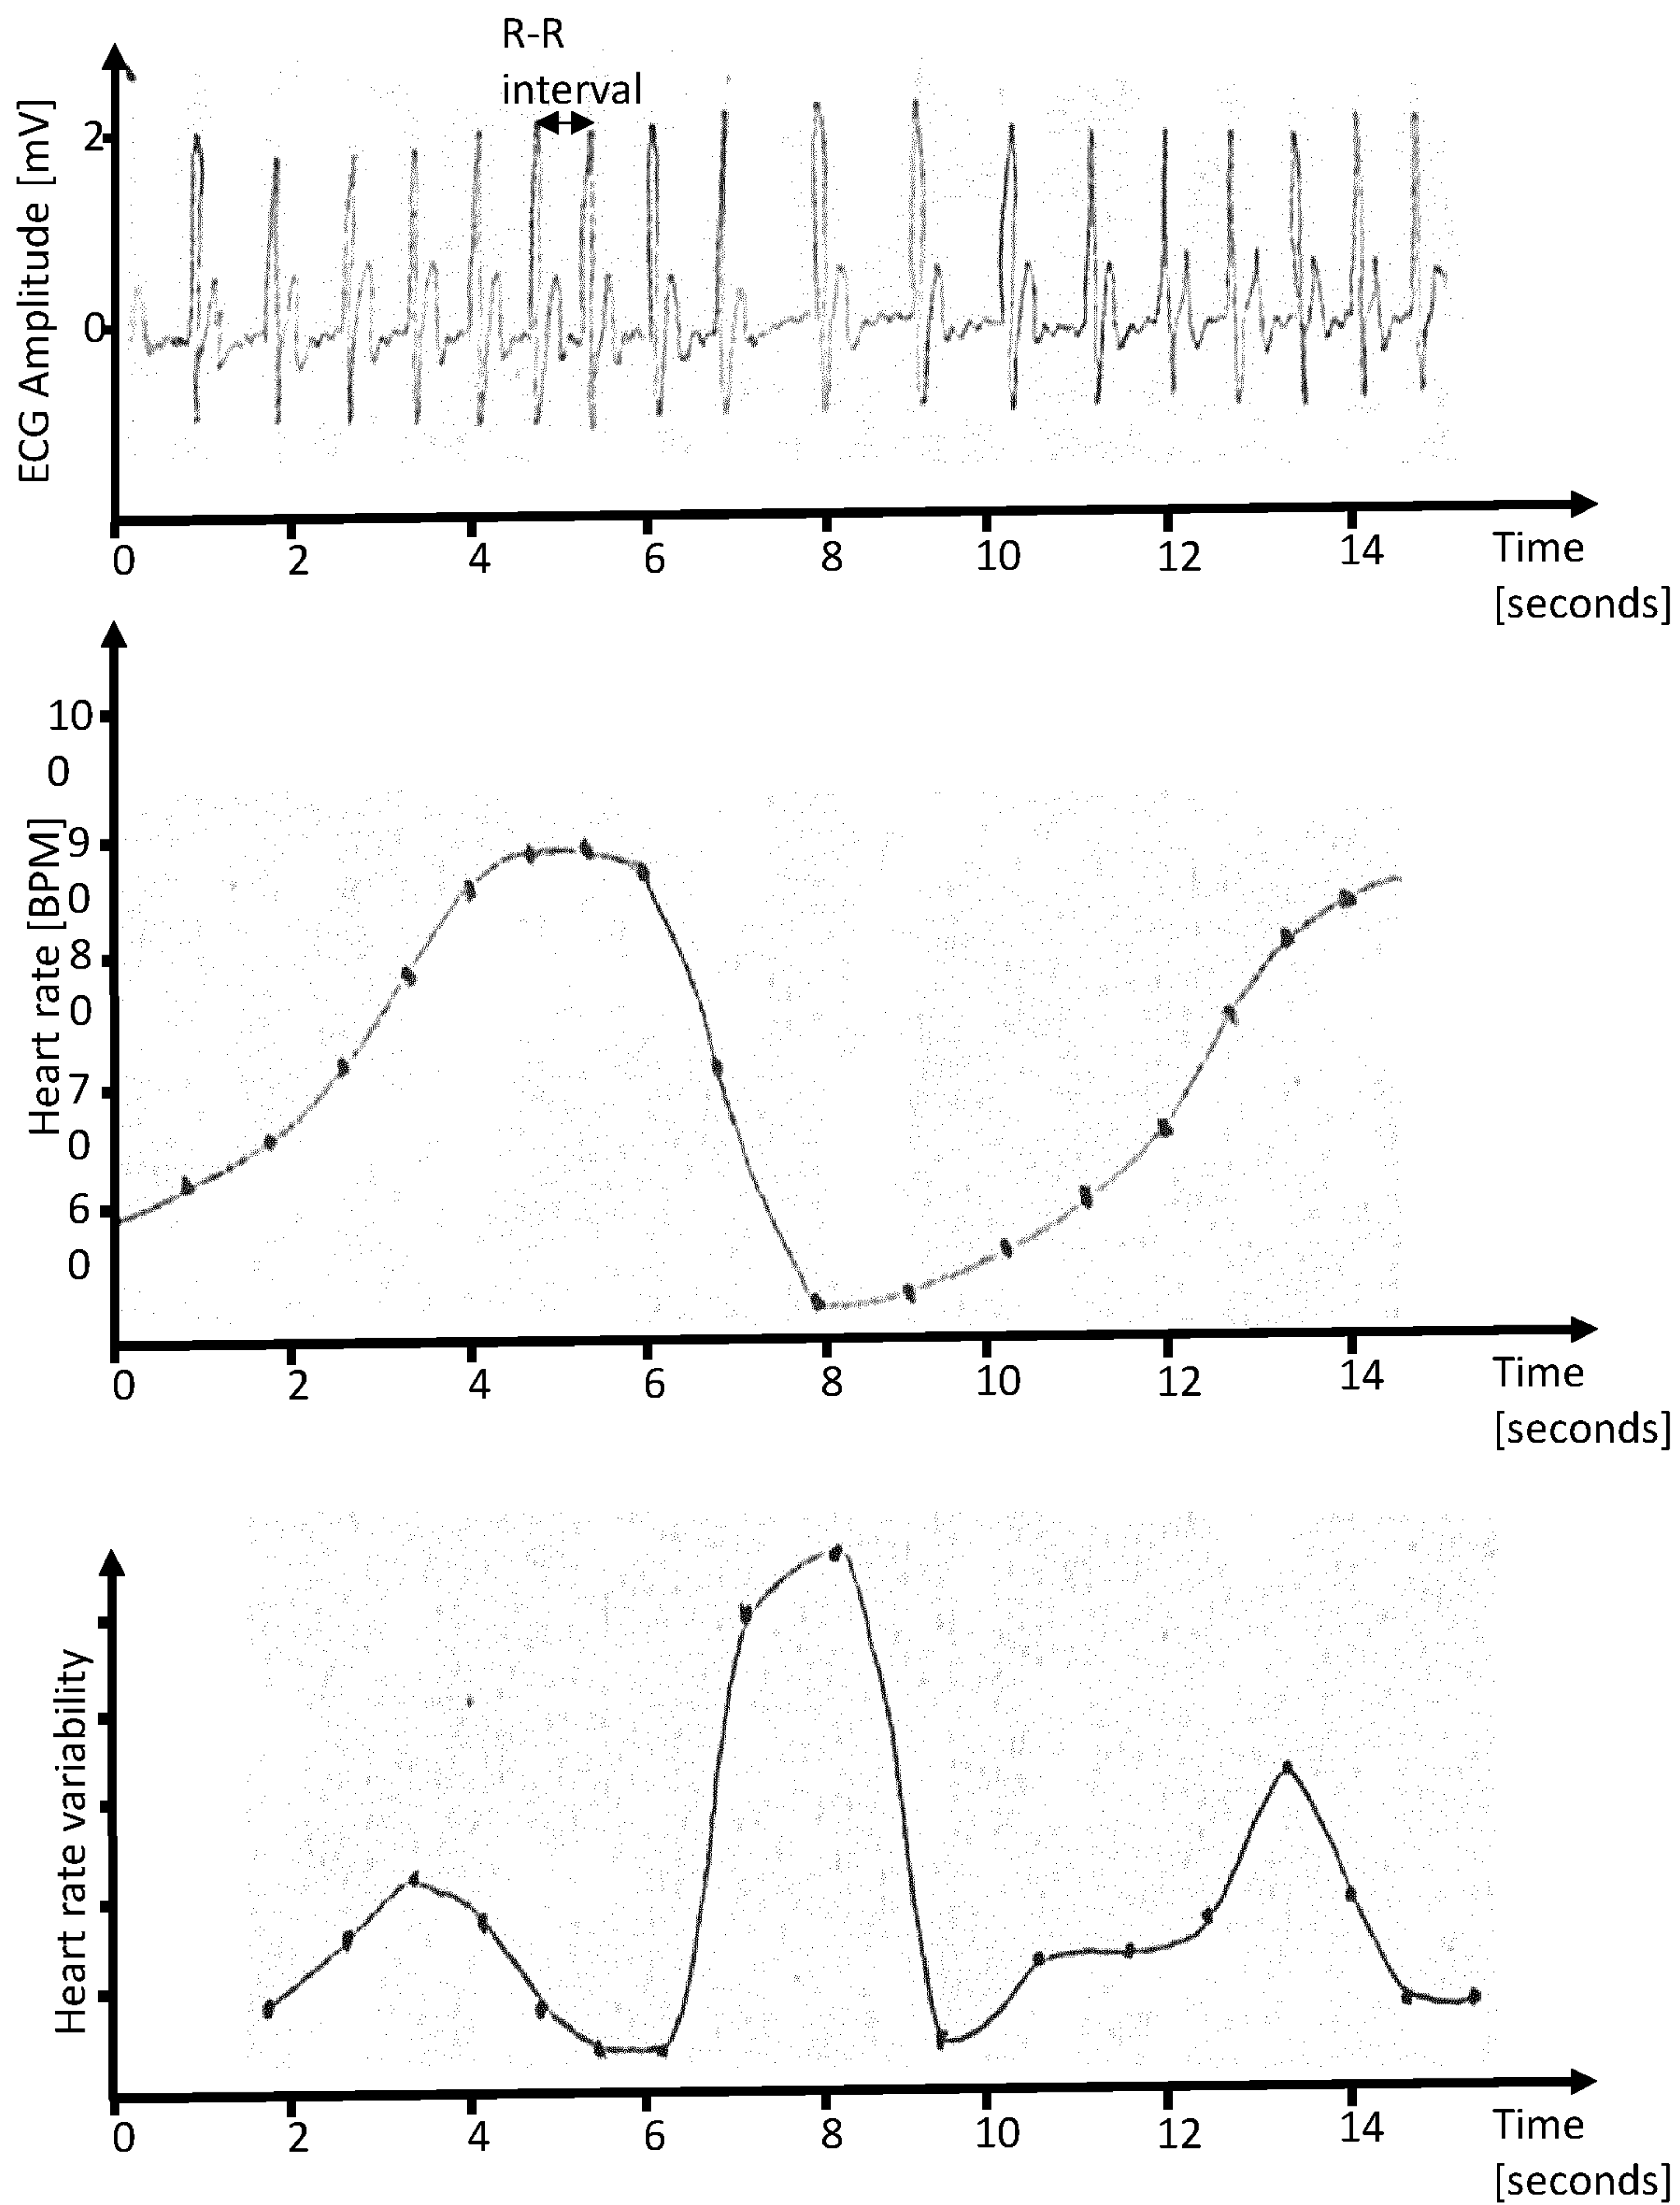 R-R
interval
ECG Amplitude [mV]
2
0
0 2 4 6 8 10 12 14 Time
[seconds]
Heart rate [BPM]
10
0
9
0
8
0
7
0
6
0
0 2 4 6 8 10 12 14 Time
[seconds]
Heart rate variability
0 2 4 6 8 10 12 14 Time
[seconds]